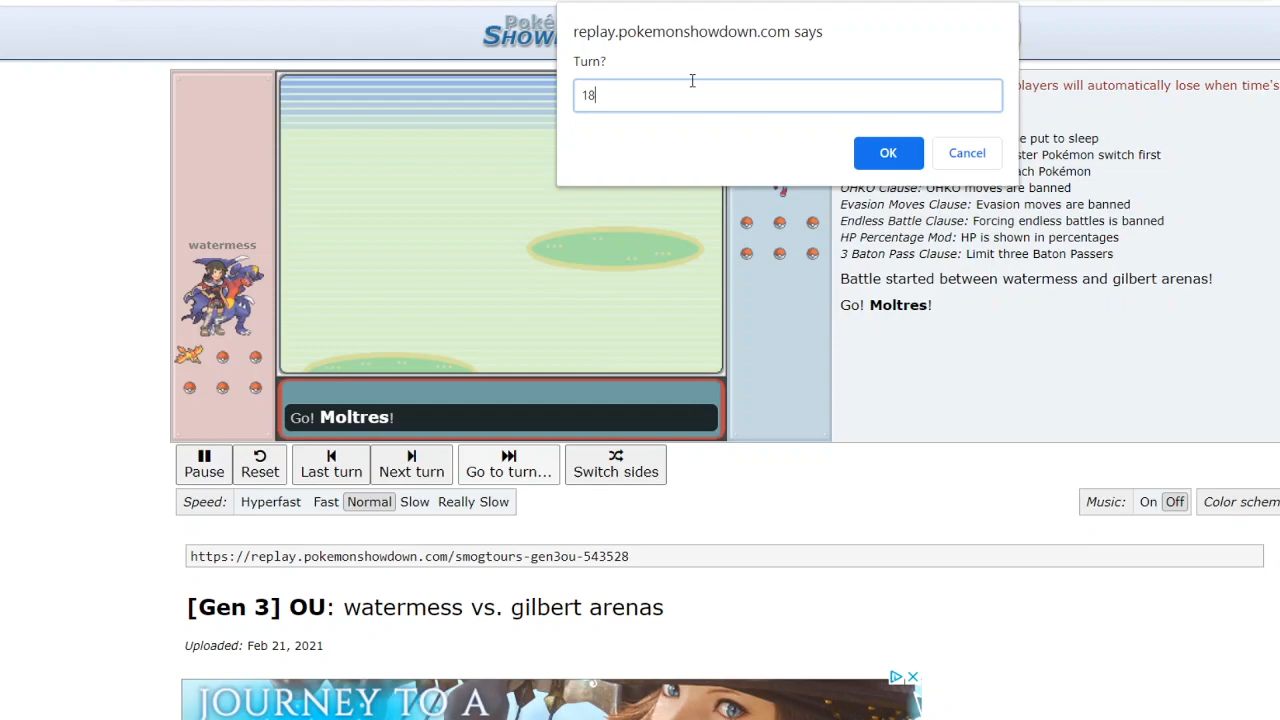 Poké
SHOW
replay.pokemonshowdown.com says
Turn?
18
OK
Cancel
players will automatically lose when time's
e put to sleep
ster Pokémon switch first
ach Pokémon
OHKO Clause: OHKO moves are banned
Evasion Moves Clause: Evasion moves are banned
Endless Battle Clause: Forcing endless battles is banned
HP Percentage Mod: HP is shown in percentages
3 Baton Pass Clause: Limit three Baton Passers
Battle started between watermess and gilbert arenas!
Go! Moltres!
watermess
Go! Moltres!
Pause
Reset
Last turn
Next turn
Go to turn...
Switch sides
Speed: Hyperfast Fast Normal Slow Really Slow
Music: On Off
Color schem
https://replay.pokemonshowdown.com/smogtours-gen3ou-543528
[Gen 3] OU: watermess vs. gilbert arenas
Uploaded: Feb 21, 2021
JOURNEY TO A